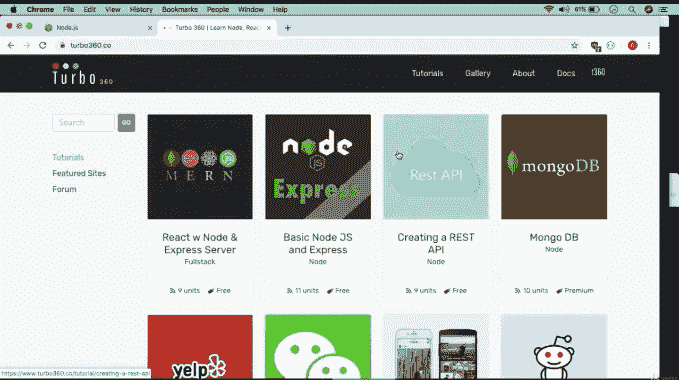 Chrome File Edit View History Bookmarks People Window Help
61%
Node.js
Turbo 360 | Learn Node, Reac
turbo360.co
Turbo 360
Tutorials Gallery About Docs t360
Search GO
Tutorials
Featured Sites
Forum
MERN
node
JS
Express
Rest API
mongoDB
React w Node &
Express Server
Fullstack
9 units Free
Basic Node JS
and Express
Node
11 units Free
Creating a REST
API
Node
9 units Free
Mongo DB
Node
10 units Premium
yelp
https://www.turbo360.co/tutorial/creating-a-rest-api